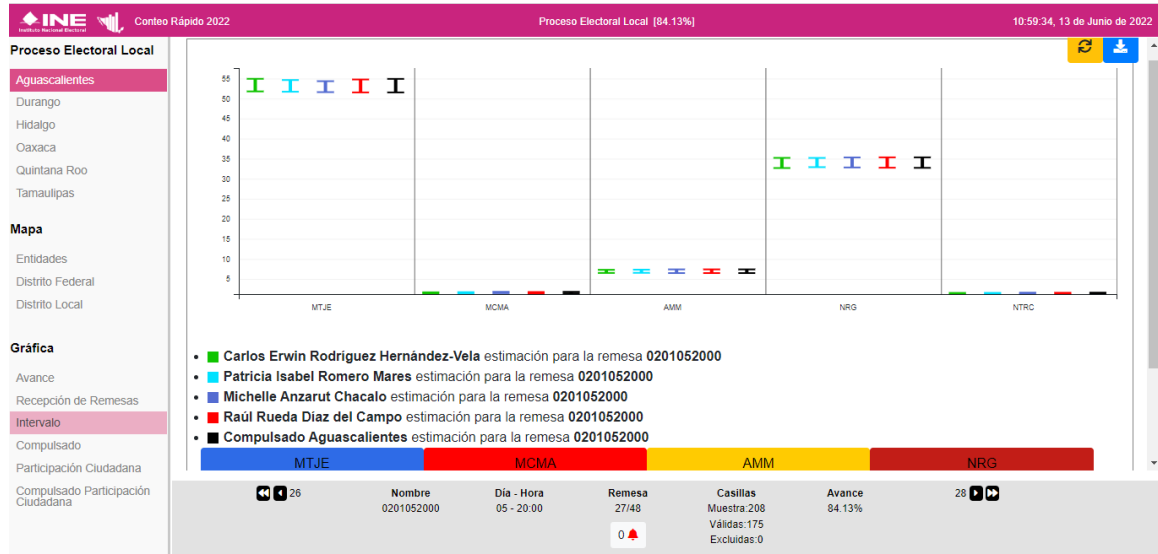 INE
Instituto Nacional Electoral
Conteo Rápido 2022
Proceso Electoral Local [84.13%]
10:59:34, 13 de Junio de 2022
Proceso Electoral Local
Aguascalientes
Durango
Hidalgo
Oaxaca
Quintana Roo
Tamaulipas
Mapa
Entidades
Distrito Federal
Distrito Local
Gráfica
Avance
Recepción de Remesas
Intervalo
Compulsado
Participación Ciudadana
Compulsado Participación
Ciudadana
55
50
45
40
35
30
25
20
15
10
5
MTJE MCMA AMM NRG NTRC
Carlos Erwin Rodríguez Hernández-Vela estimación para la remesa 0201052000
Patricia Isabel Romero Mares estimación para la remesa 0201052000
Michelle Anzarut Chacalo estimación para la remesa 0201052000
Raúl Rueda Diaz del Campo estimación para la remesa 0201052000
Compulsado Aguascalientes estimación para la remesa 0201052000
MTJE MCMA AMM NRG
26 Nombre Día - Hora Remesa Casillas Avance 28
0201052000 05 - 20:00 27/48 Muestra:208 84.13%
Válidas:175
0
Excluidas:0